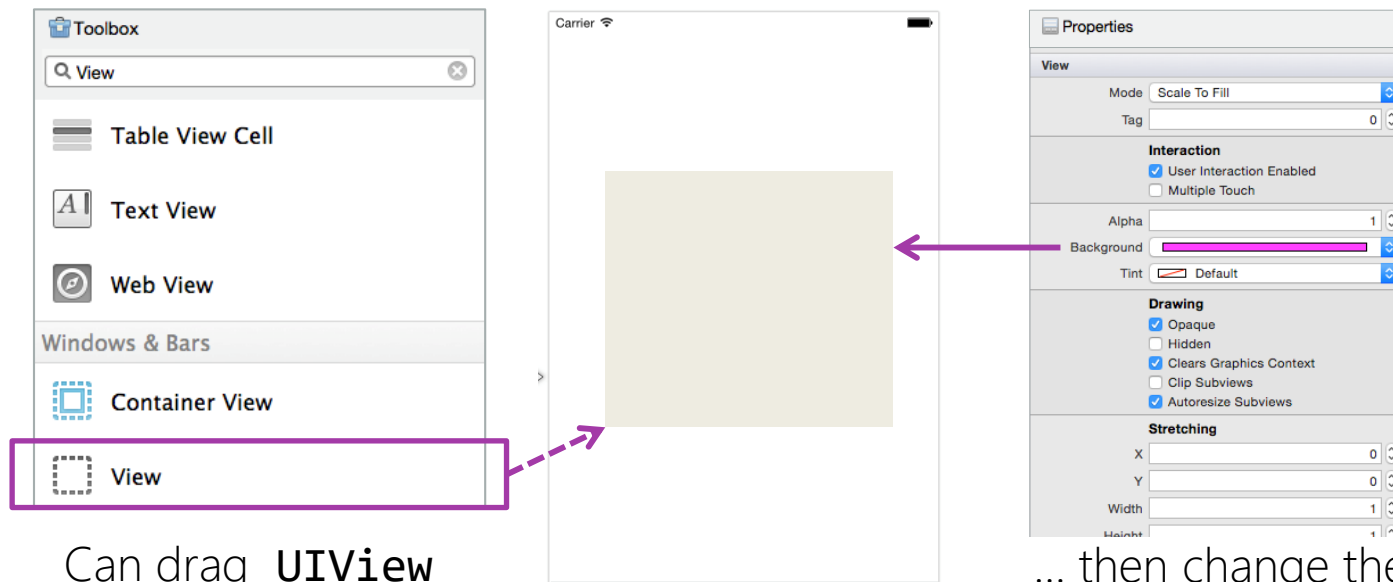 Toolbox
View
Table View Cell
Text View
Web View
Windows & Bars
Container View
View
Can drag UIView
Carrier
Properties
View
Mode Scale To Fill
Tag 0
Interaction
User Interaction Enabled
Multiple Touch
Alpha 1
Background
Tint Default
Drawing
Opaque
Hidden
Clears Graphics Context
Clip Subviews
Autoresize Subviews
Stretching
X 0
Y 0
Width 1
Height 1
... then change the